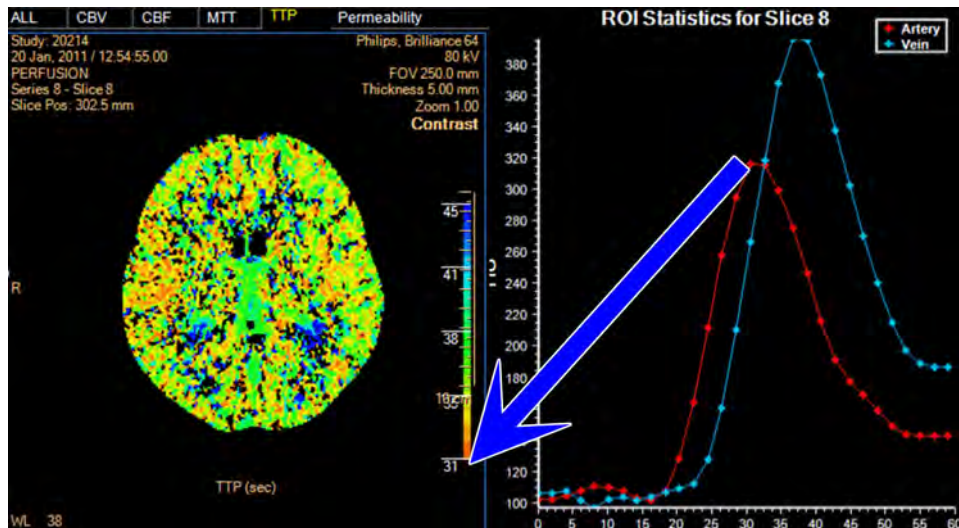 ALL CBV CBF MTT TTP Permeability
Study: 20214
20 Jan, 2011 / 12:54:55.00
PERFUSION
Series 8 - Slice 8
Slice Pos: 302.5 mm
Philips, Brilliance 64
80 kV
FOV 250.0 mm
Thickness 5.00 mm
Zoom 1.00
Contrast
R
45
41
38
35
31
TTP (sec)
WL 38
ROI Statistics for Slice 8
Artery
Vein
380
360
340
320
300
280
260
240
220
200
180
140
120
100
0 5 10 15 20 25 30 35 40 45 50 55 60